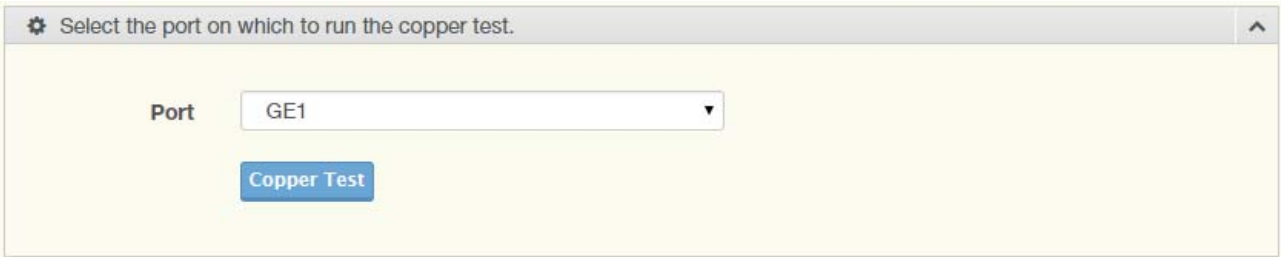 Select the port on which to run the copper test.
Port GE1
Copper Test